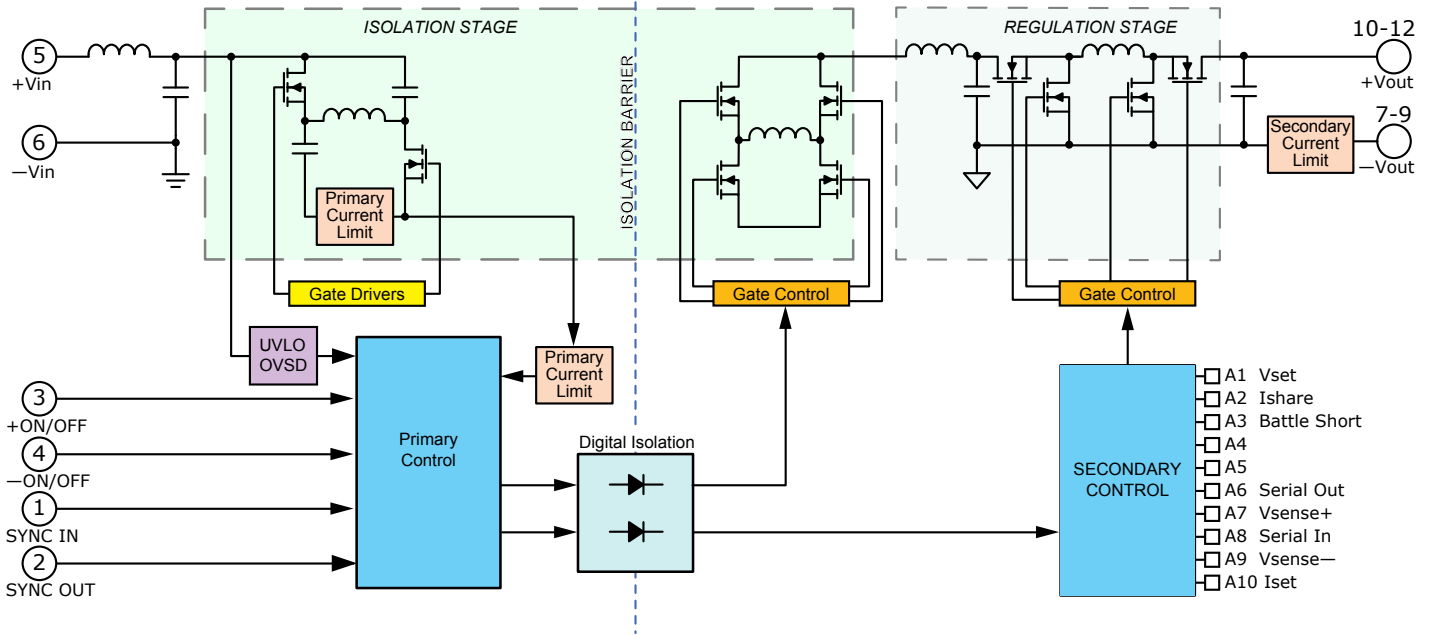 ISOLATION STAGE
REGULATION STAGE
10-12
+Vout
5
+Vin
ISOLATION BARRIER
7-9
—Vout
6
—Vin
Secondary
Current
Limit
Primary
Current
Limit
Gate Drivers
Gate Control
Gate Control
UVLO
OVSD
Primary
Current
Limit
3
+ON/OFF
4
—ON/OFF
1
SYNC IN
2
SYNC OUT
Primary
Control
Digital Isolation
SECONDARY
CONTROL
A1 Vset
A2 Ishare
A3 Battle Short
A4
A5
A6 Serial Out
A7 Vsense+
A8 Serial In
A9 Vsense—
A10 Iset